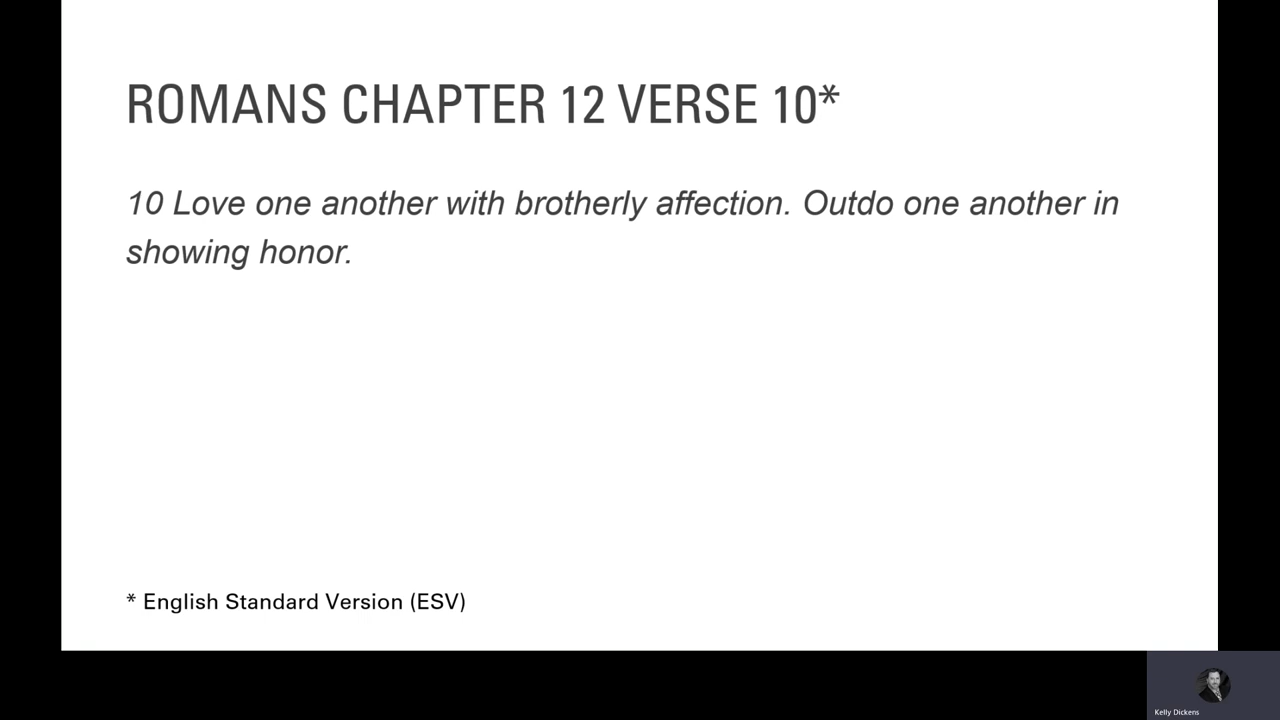 ROMANS CHAPTER 12 VERSE 10*
10 Love one another with brotherly affection. Outdo one another in
showing honor.
* English Standard Version (ESV)
Kelly Dickens